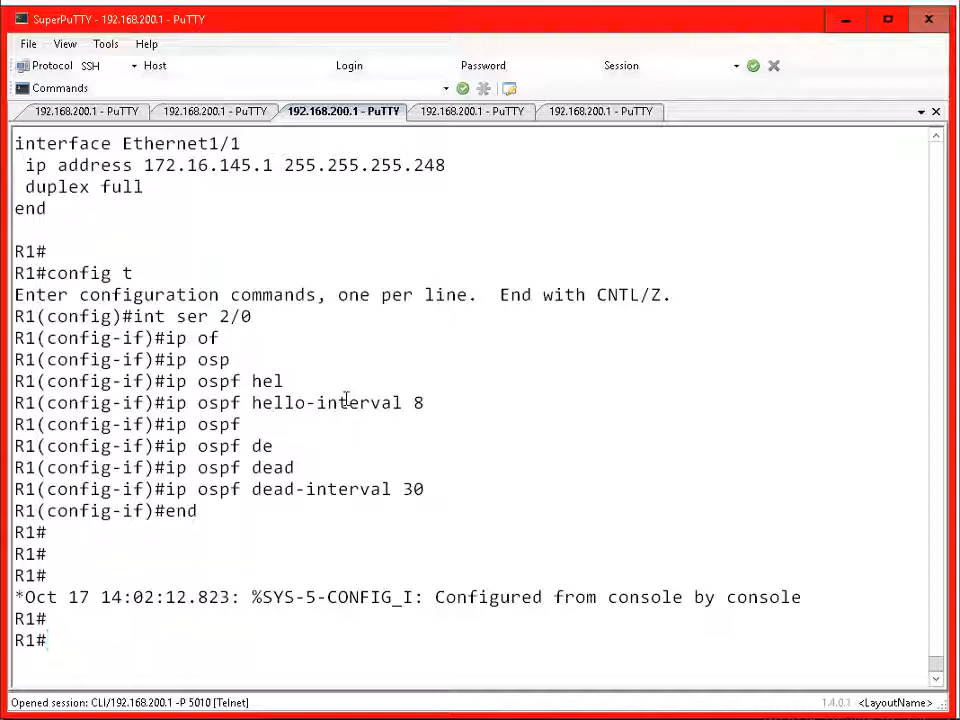 SuperPuTTY - 192.168.200.1 - PuTTY
File View Tools Help
Protocol SSH Host Login Password Session
Commands
192.168.200.1 - PuTTY 192.168.200.1 - PuTTY 192.168.200.1 - PuTTY 192.168.200.1 - PuTTY 192.168.200.1 - PuTTY
interface Ethernet1/1
ip address 172.16.145.1 255.255.255.248
duplex full
end
R1#
R1#config t
Enter configuration commands, one per line. End with CNTL/Z.
R1(config)#int ser 2/0
R1(config-if)#ip of
R1(config-if)#ip osp
R1(config-if)#ip ospf hel
R1(config-if)#ip ospf hello-interval 8
R1(config-if)#ip ospf
R1(config-if)#ip ospf de
R1(config-if)#ip ospf dead
R1(config-if)#ip ospf dead-interval 30
R1(config-if)#end
R1#
R1#
R1#
*Oct 17 14:02:12.823: %SYS-5-CONFIG_I: Configured from console by console
R1#
R1#
Opened session: CLI/192.168.200.1 -P 5010 [Telnet] 1.4.0.1 <LayoutName>